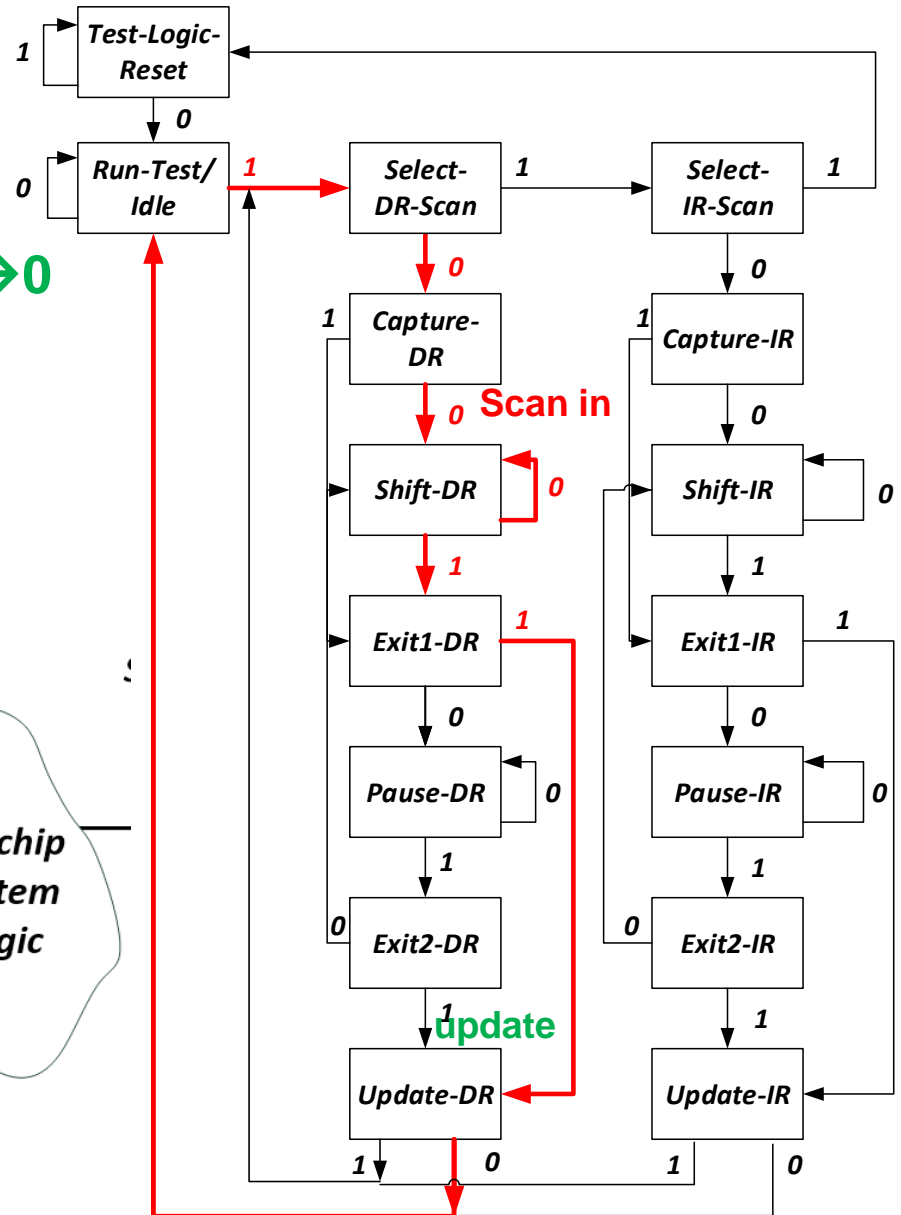 Test-Logic-
Reset
1
0
Run-Test/
Idle
0
1
Select-
DR-Scan
1
Select-
IR-Scan
1
0
0
0
Capture-
DR
1
Capture-IR
1
0
Scan in
0
Shift-DR
0
Shift-IR
0
1
1
Exit1-DR
1
Exit1-IR
1
0
0
Pause-DR
0
Pause-IR
0
chip
tem
gic
1
1
Exit2-DR
0
Exit2-IR
0
1
1
update
Update-DR
Update-IR
1
0
1
0